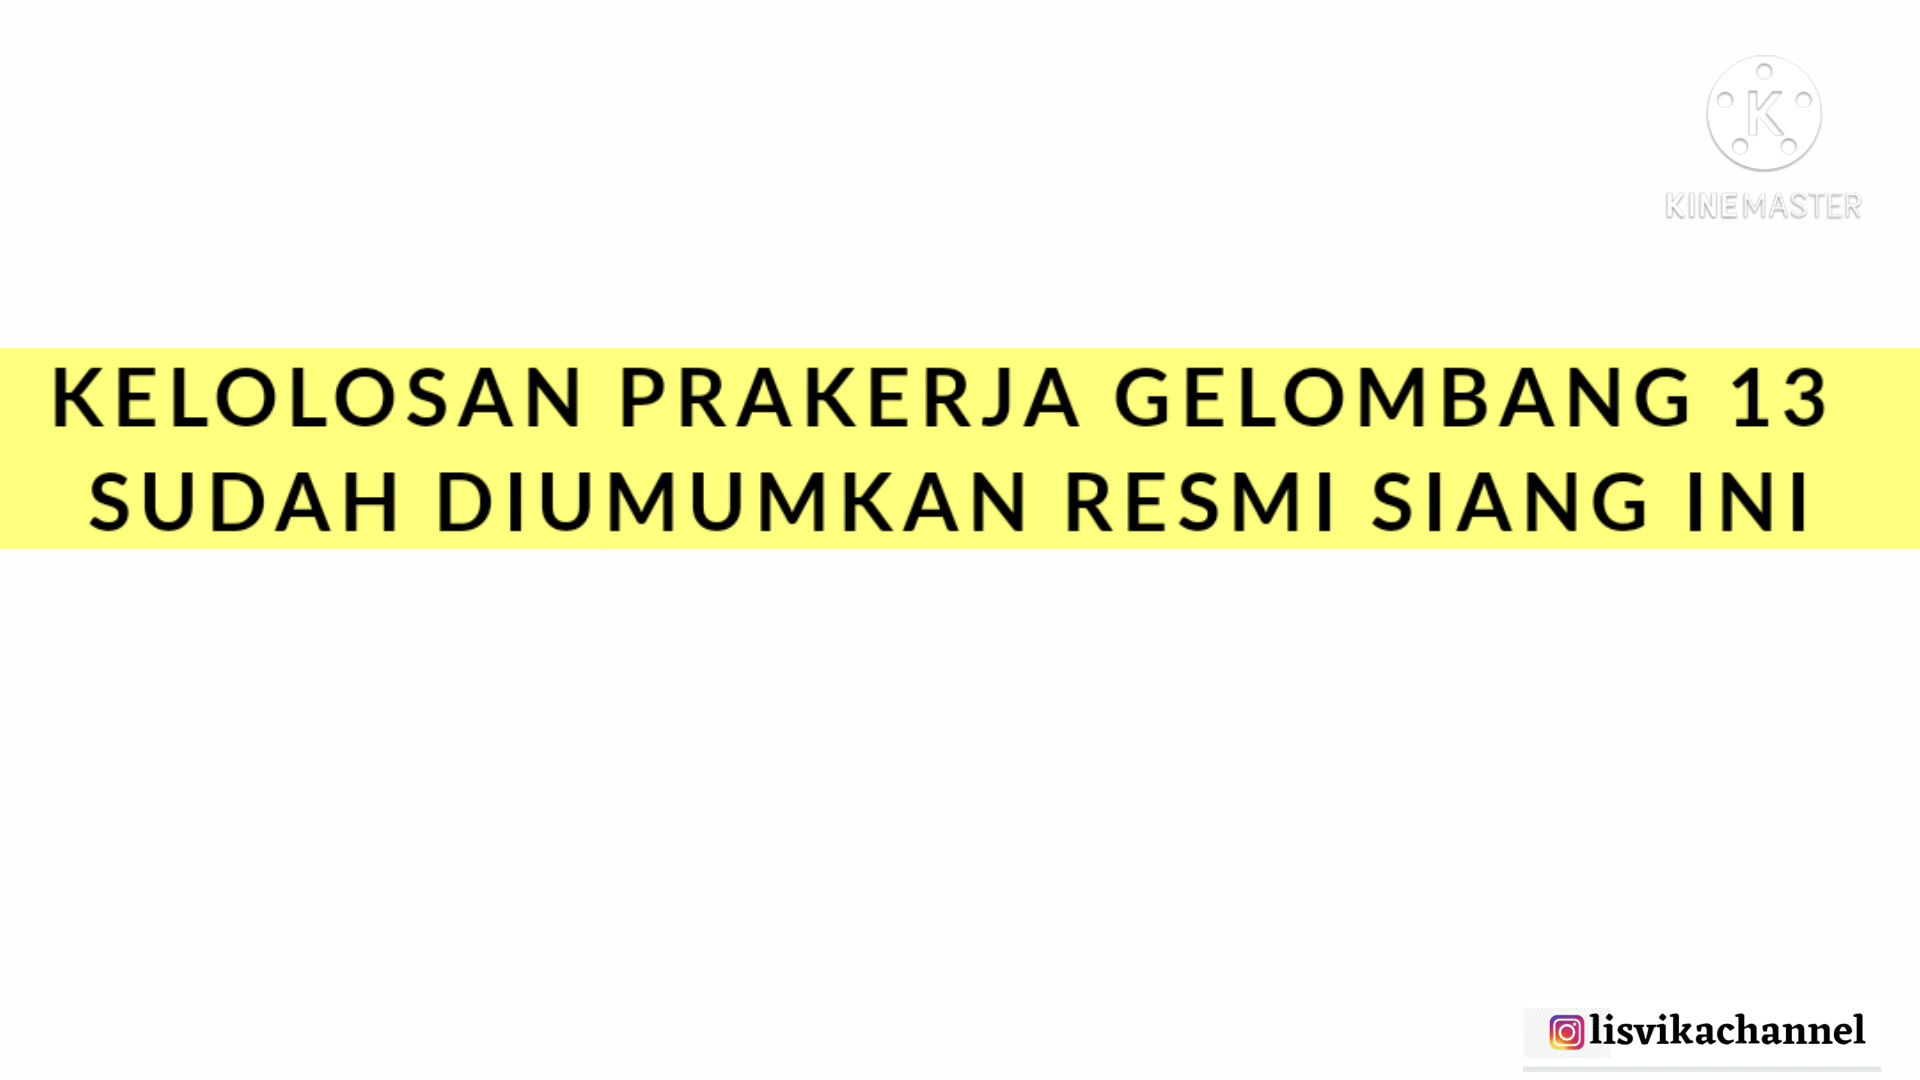 K
KINEMASTER
KELOLOSAN PRAKERJA GELOMBANG 13
SUDAH DIUMUMKAN RESMI SIANG INI
lisvikachannel